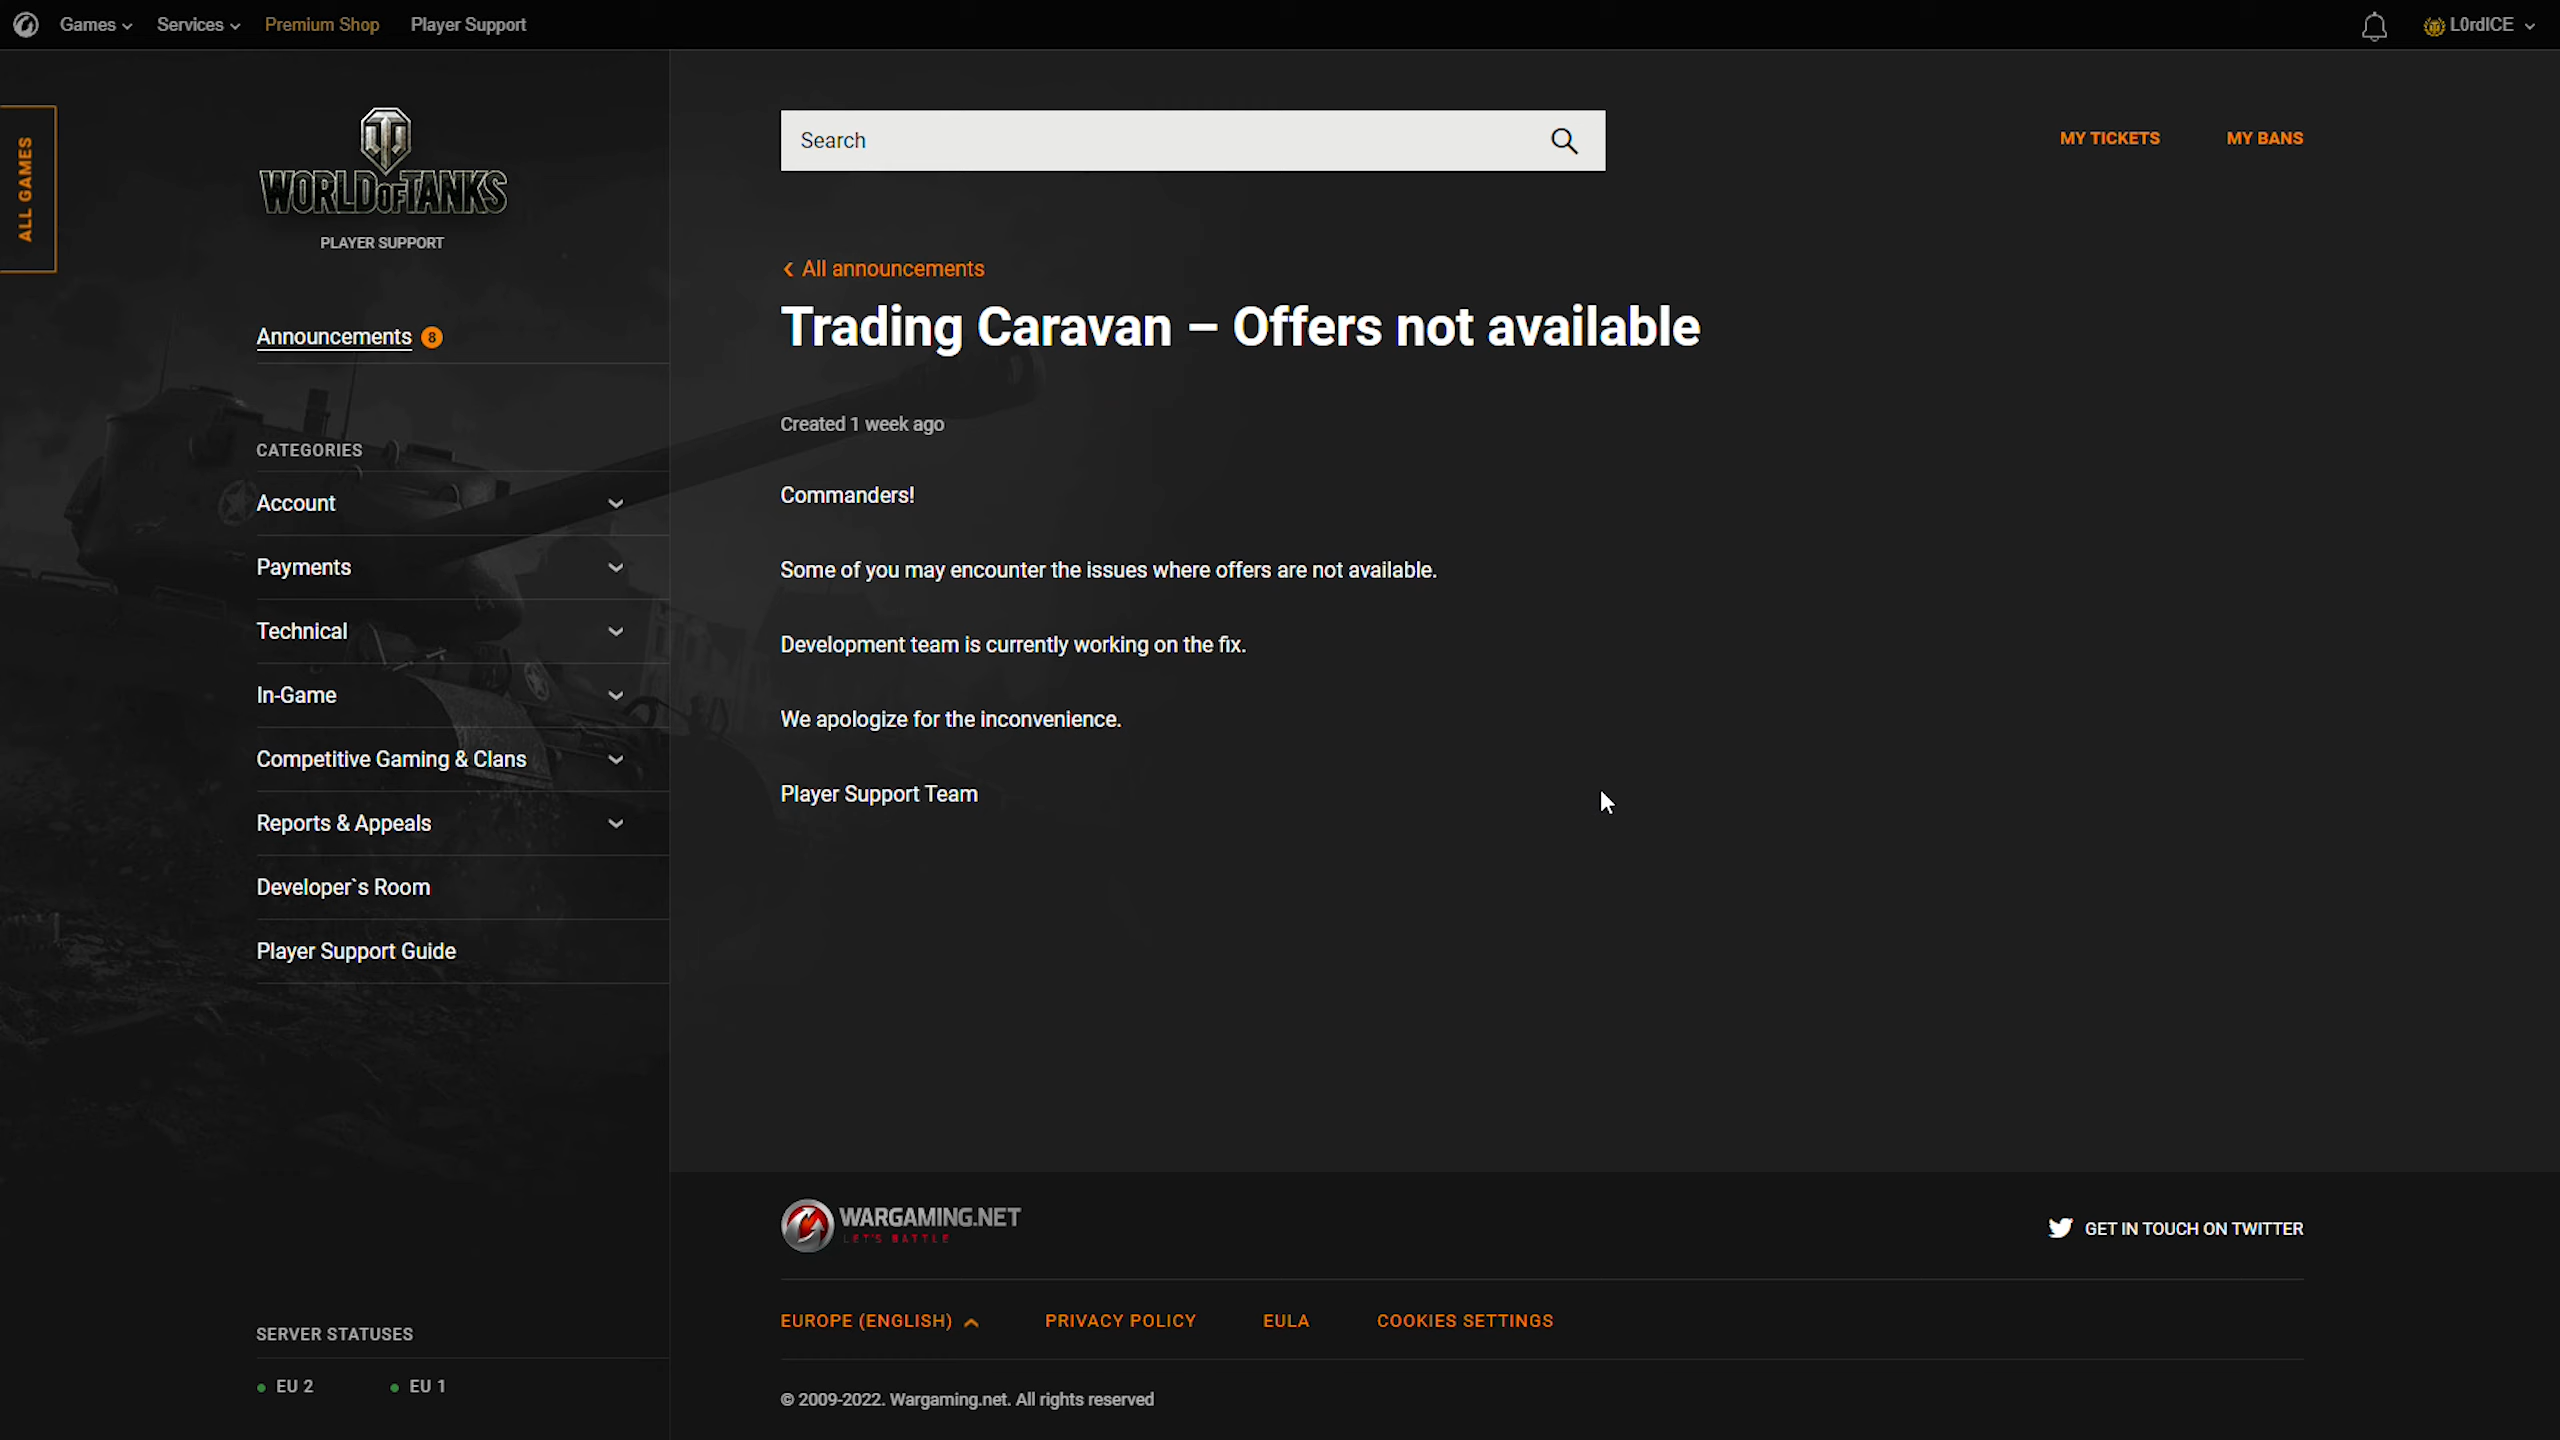 Games
Services
Premium Shop
Player Support
L0rdICE
ALL GAMES
WORLD OF TANKS
PLAYER SUPPORT
Announcements 8
CATEGORIES
Account
Payments
Technical
In-Game
Competitive Gaming & Clans
Reports & Appeals
Developer`s Room
Player Support Guide
SERVER STATUSES
EU 2
EU 1
Search
MY TICKETS
MY BANS
All announcements
Trading Caravan – Offers not available
Created 1 week ago
Commanders!
Some of you may encounter the issues where offers are not available.
Development team is currently working on the fix.
We apologize for the inconvenience.
Player Support Team
WARGAMING.NET
LET'S BATTLE
GET IN TOUCH ON TWITTER
EUROPE (ENGLISH)
PRIVACY POLICY
EULA
COOKIES SETTINGS
© 2009-2022. Wargaming.net. All rights reserved